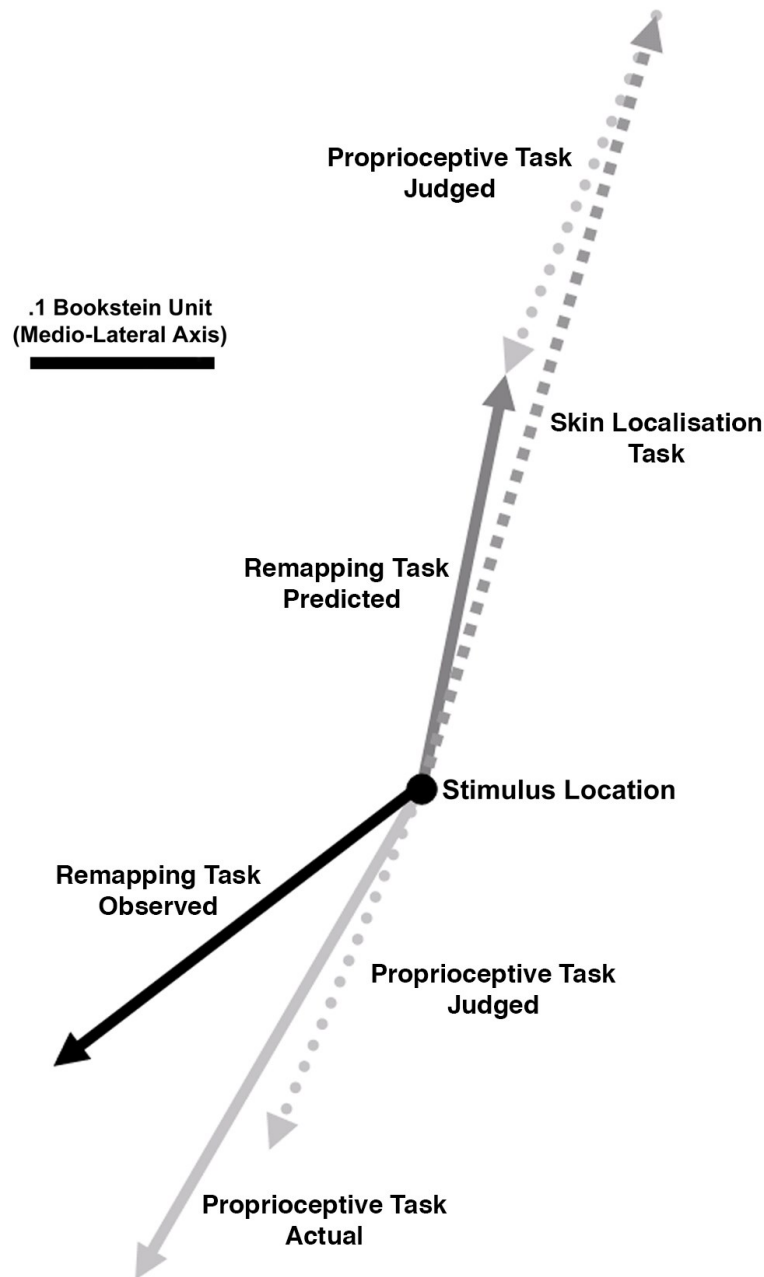 Proprioceptive Task
Judged
.1 Bookstein Unit
(Medio-Lateral Axis)
Skin Localisation
Task
Remapping Task
Predicted
Stimulus Location
Remapping Task
Observed
Proprioceptive Task
Judged
Proprioceptive Task
Actual